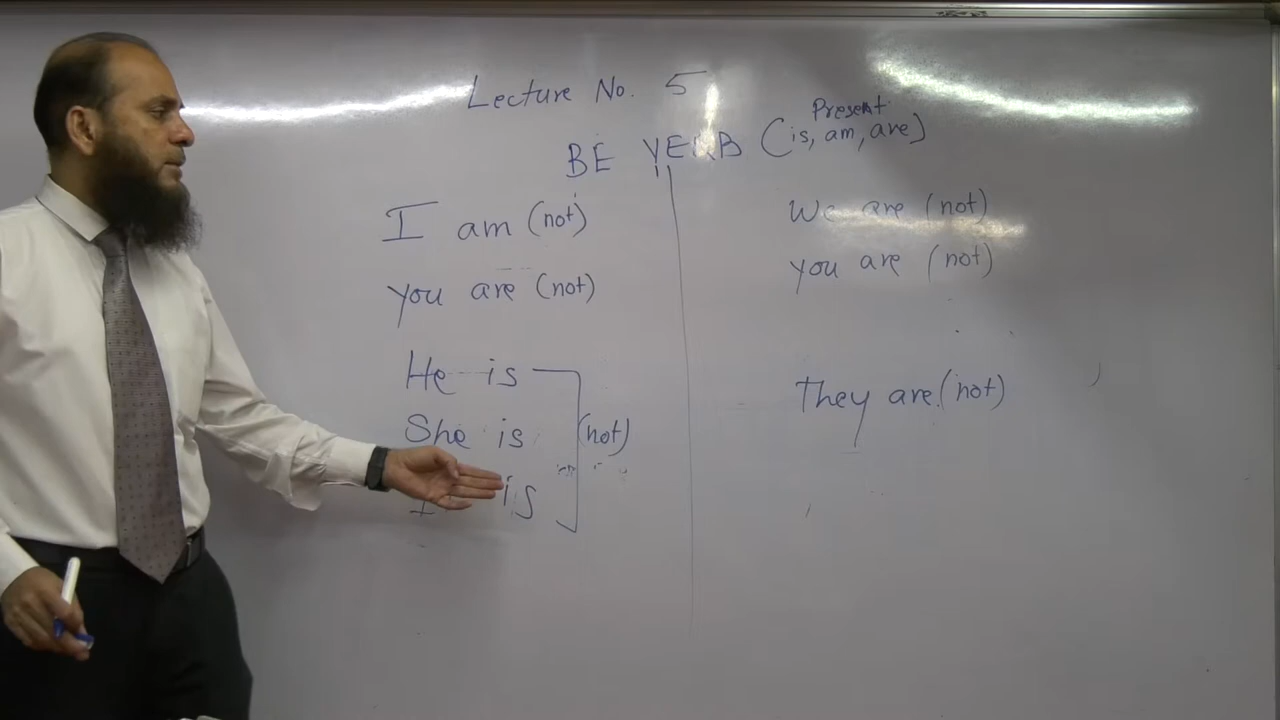 Lecture No. 5
Present
BE VERB (is, am, are)
I am (not)
you are (not)
He is
She is
(not)
is
We are (not)
you are (not)
They are (not)